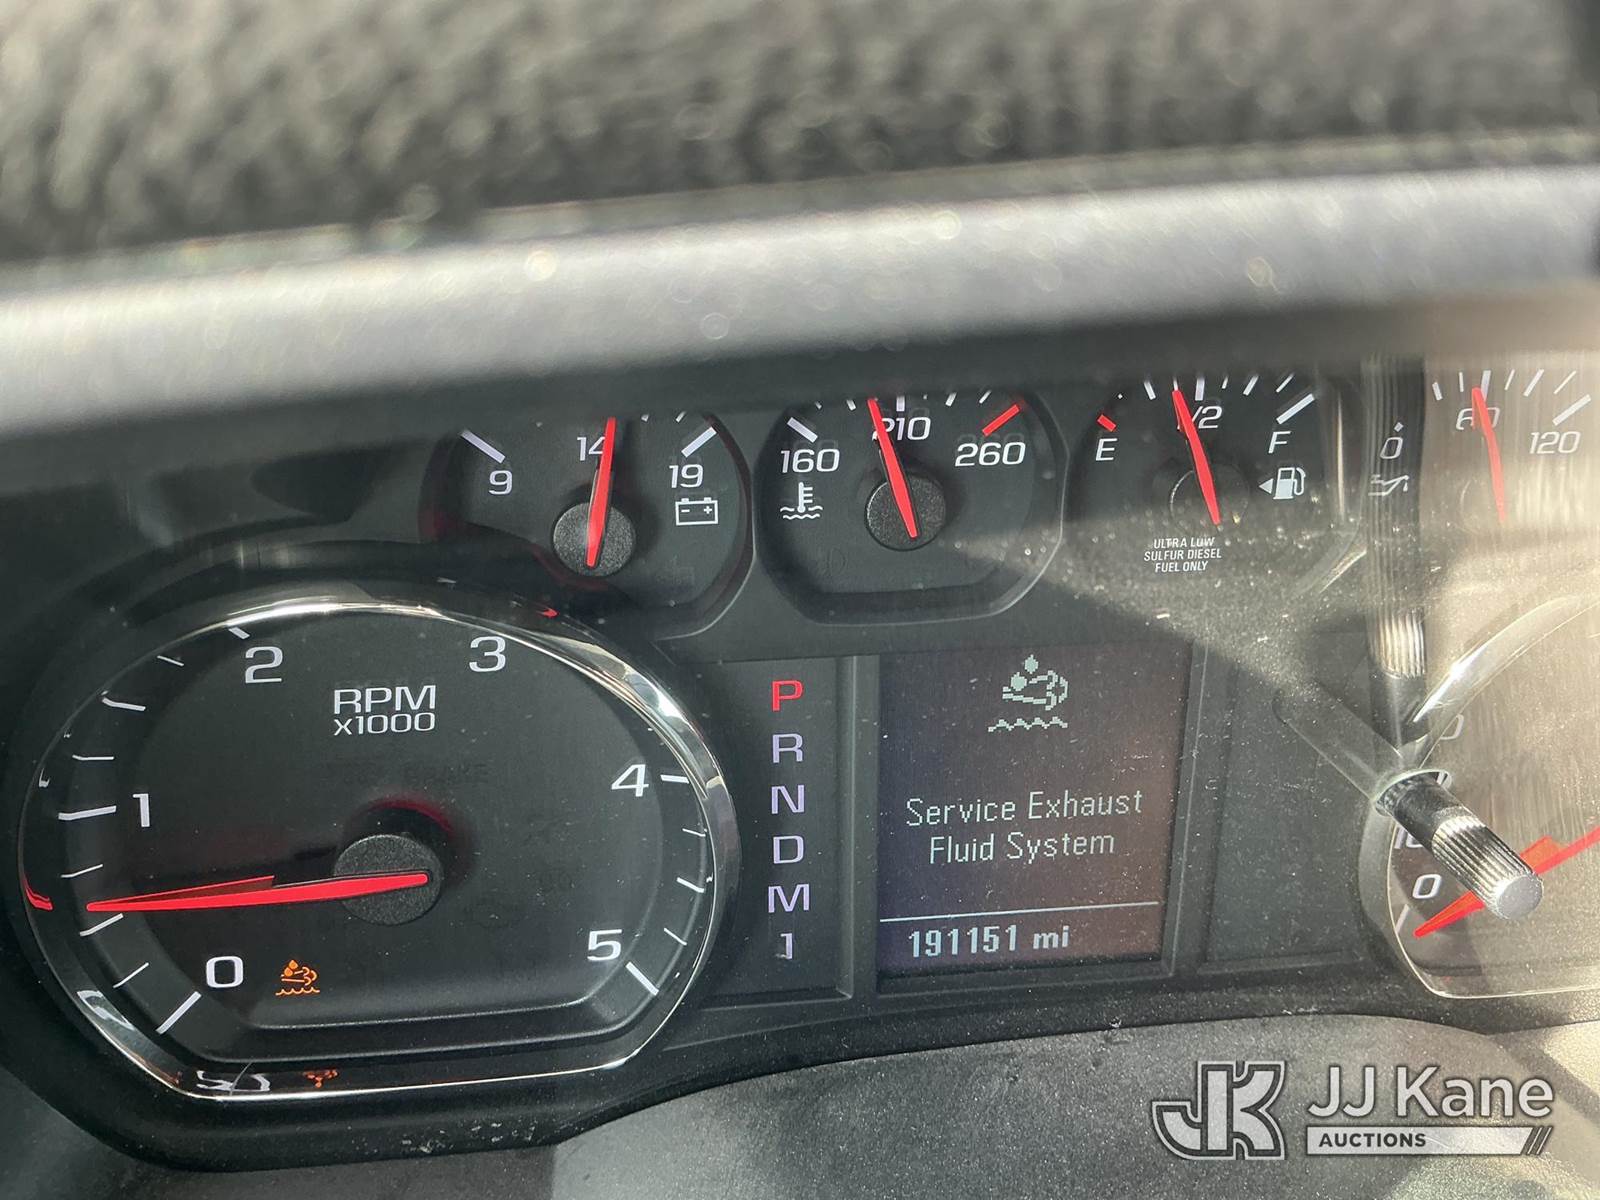 9
14
19
160
210
260
E
1/2
F
0
60
120
ULTRA LOW
SULFUR DIESEL
FUEL ONLY
RPM
x1000
0
1
2
3
4
5
P
R
N
D
M
1
Service Exhaust
Fluid System
191151 mi
0
JJ Kane
AUCTIONS